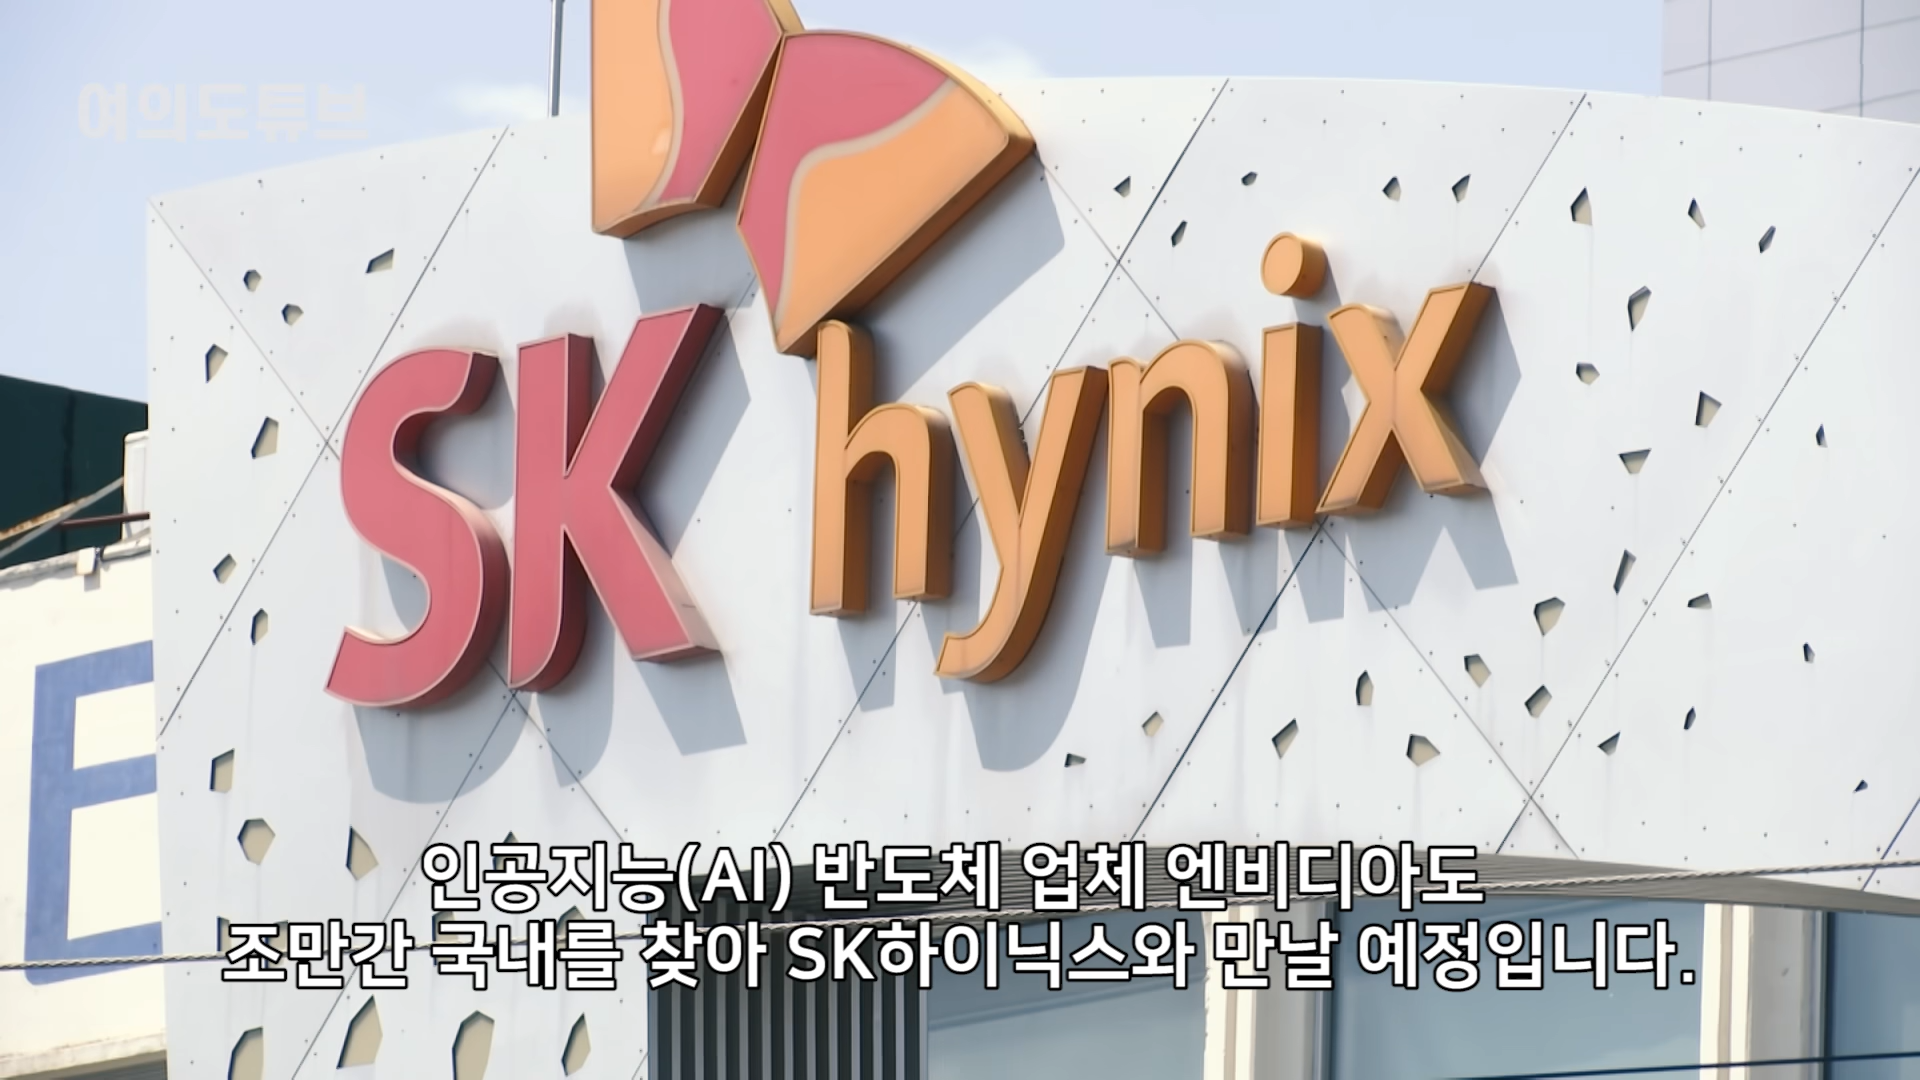 여의도튜브
SK hynix
E
인공지능(AI) 반도체 업체 엔비디아도
조만간 국내를 찾아 SK하이닉스와 만날 예정입니다.